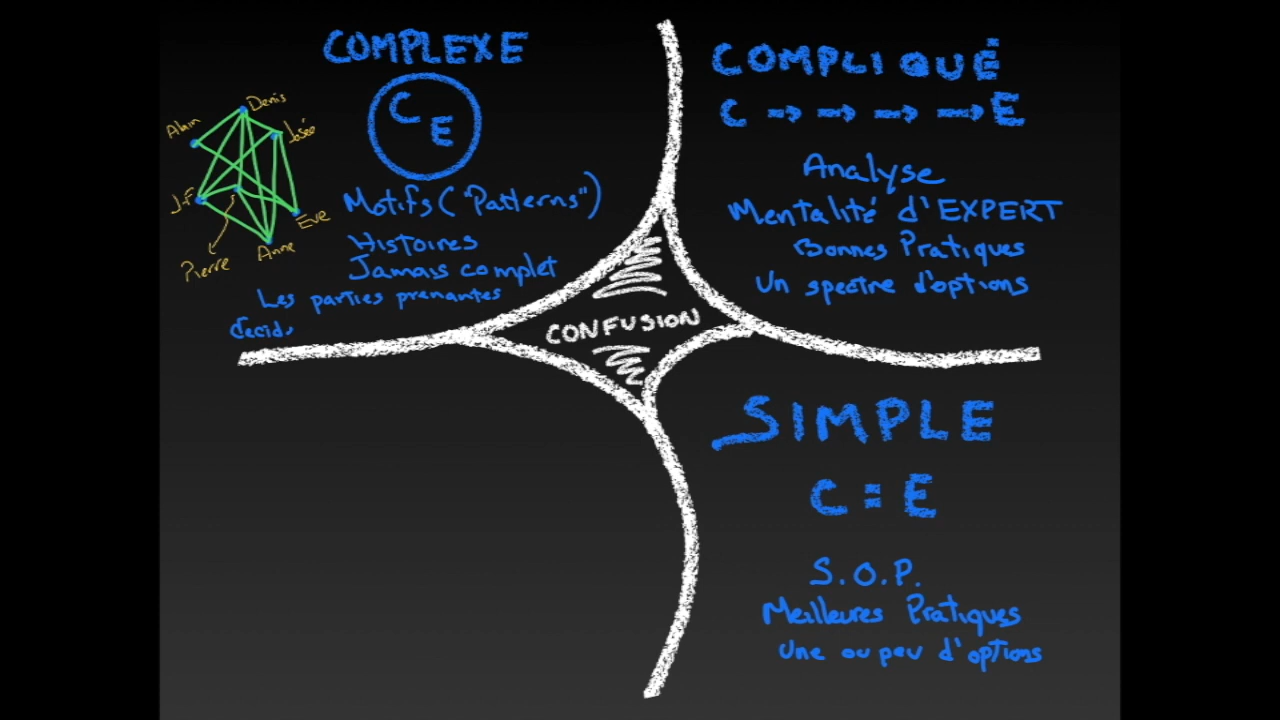 COMPLEXE
C
E
Alain
Denis
Josée
J-F
Eve
Anne
Pierre
Motifs ("Patterns")
Histoires
Jamais complet
Les parties prenantes
décid.
COMPLIQUÉ
C → → → → E
Analyse
Mentalité d'EXPERT
Bonnes Pratiques
Un spectre d'options
CONFUSION
SIMPLE
C = E
S.O.P.
Meilleures Pratiques
Une ou peu d'options